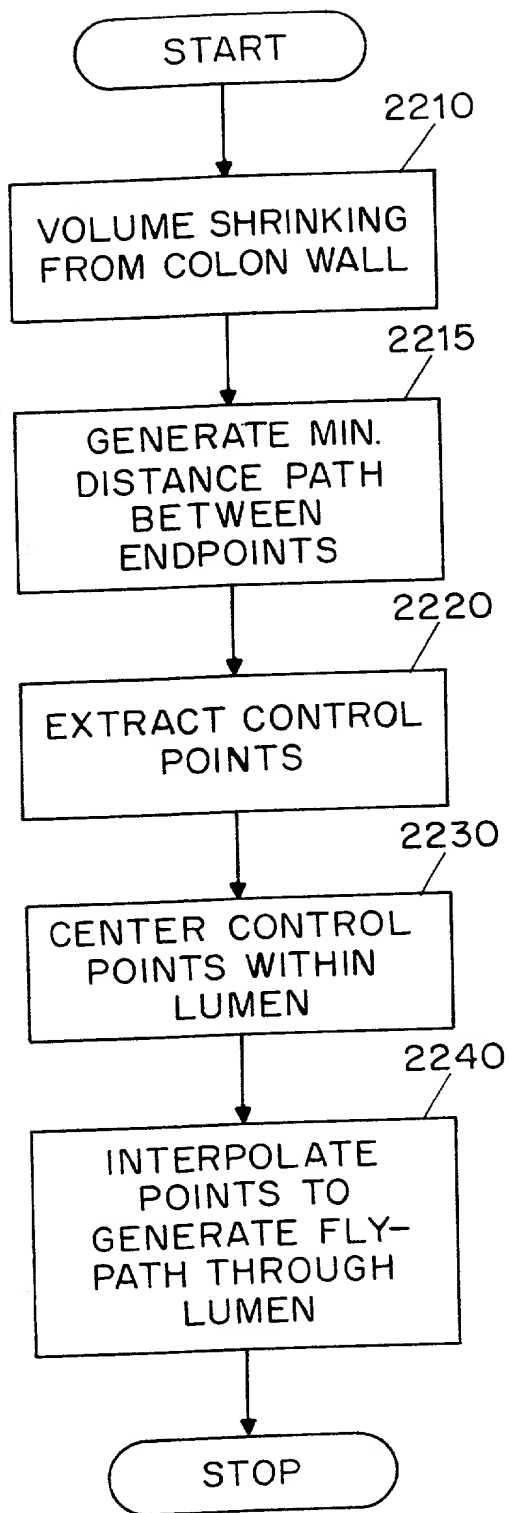 START
2210
VOLUME SHRINKING
FROM COLON WALL
2215
GENERATE MIN.
DISTANCE PATH
BETWEEN
ENDPOINTS
2220
EXTRACT CONTROL
POINTS
2230
CENTER CONTROL
POINTS WITHIN
LUMEN
2240
INTERPOLATE
POINTS TO
GENERATE FLY-
PATH THROUGH
LUMEN
STOP